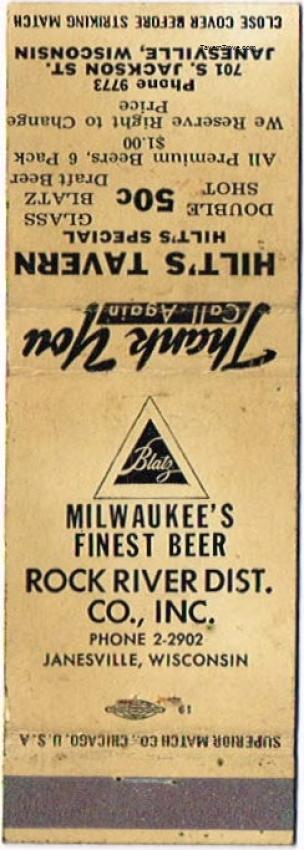 CLOSE COVER BEFORE STRIKING MATCH
TavernTrove.com
HILT'S TAVERN
HILT'S SPECIAL
DOUBLE SHOT 50c GLASS BLATZ
Draft Beer
All Premium Beers, 6 Pack
$1.00
We Reserve Right to Change
Price
Phone 9773
701 S. JACKSON ST.
JANESVILLE, WISCONSIN
Thank You
Call Again
Blatz
MILWAUKEE'S
FINEST BEER
ROCK RIVER DIST.
CO., INC.
PHONE 2-2902
JANESVILLE, WISCONSIN
19
SUPERIOR MATCH CO., CHICAGO, U.S.A